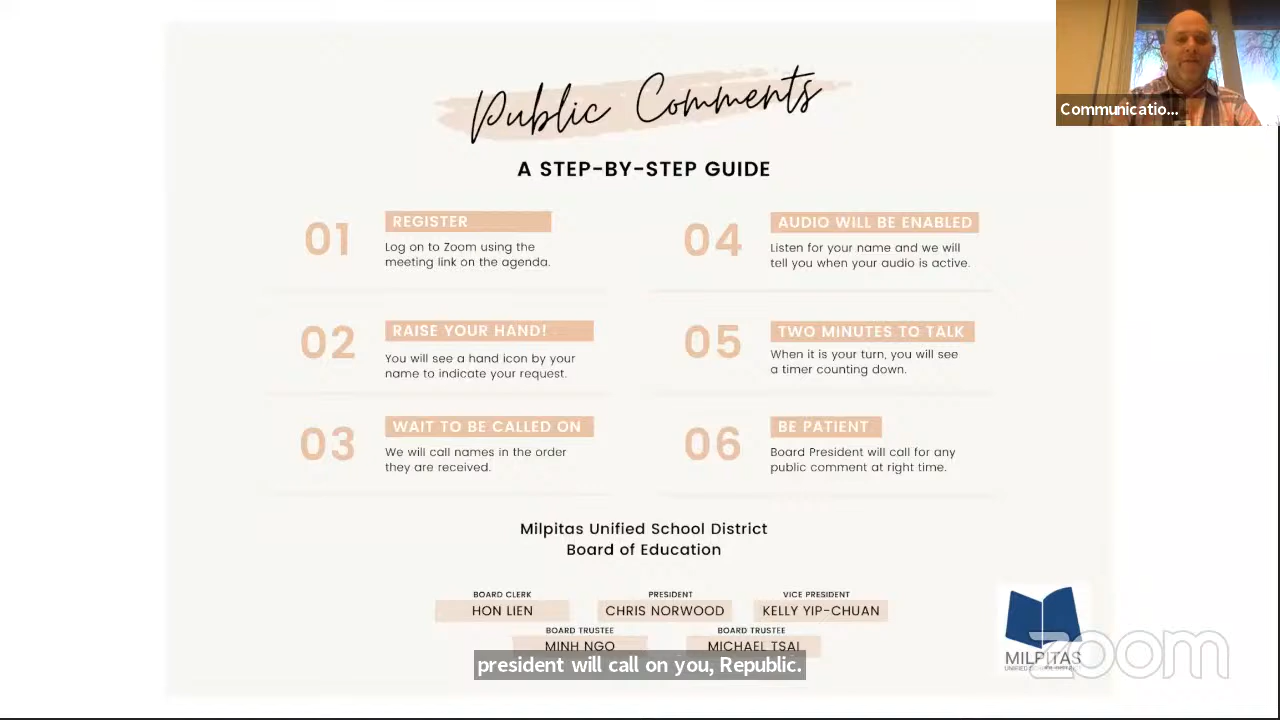 Communicatio...
Public Comments
A STEP-BY-STEP GUIDE
01
REGISTER
Log on to Zoom using the
meeting link on the agenda.
02
RAISE YOUR HAND!
You will see a hand icon by your
name to indicate your request.
03
WAIT TO BE CALLED ON
We will call names in the order
they are received.
04
AUDIO WILL BE ENABLED
Listen for your name and we will
tell you when your audio is active.
05
TWO MINUTES TO TALK
When it is your turn, you will see
a timer counting down.
06
BE PATIENT
Board President will call for any
public comment at right time.
Milpitas Unified School District
Board of Education
BOARD CLERK
HON LIEN
PRESIDENT
CHRIS NORWOOD
VICE PRESIDENT
KELLY YIP-CHUAN
BOARD TRUSTEE
MINH NGO
BOARD TRUSTEE
MICHAEL TSAI
president will call on you, Republic.
MILPITAS
zoom